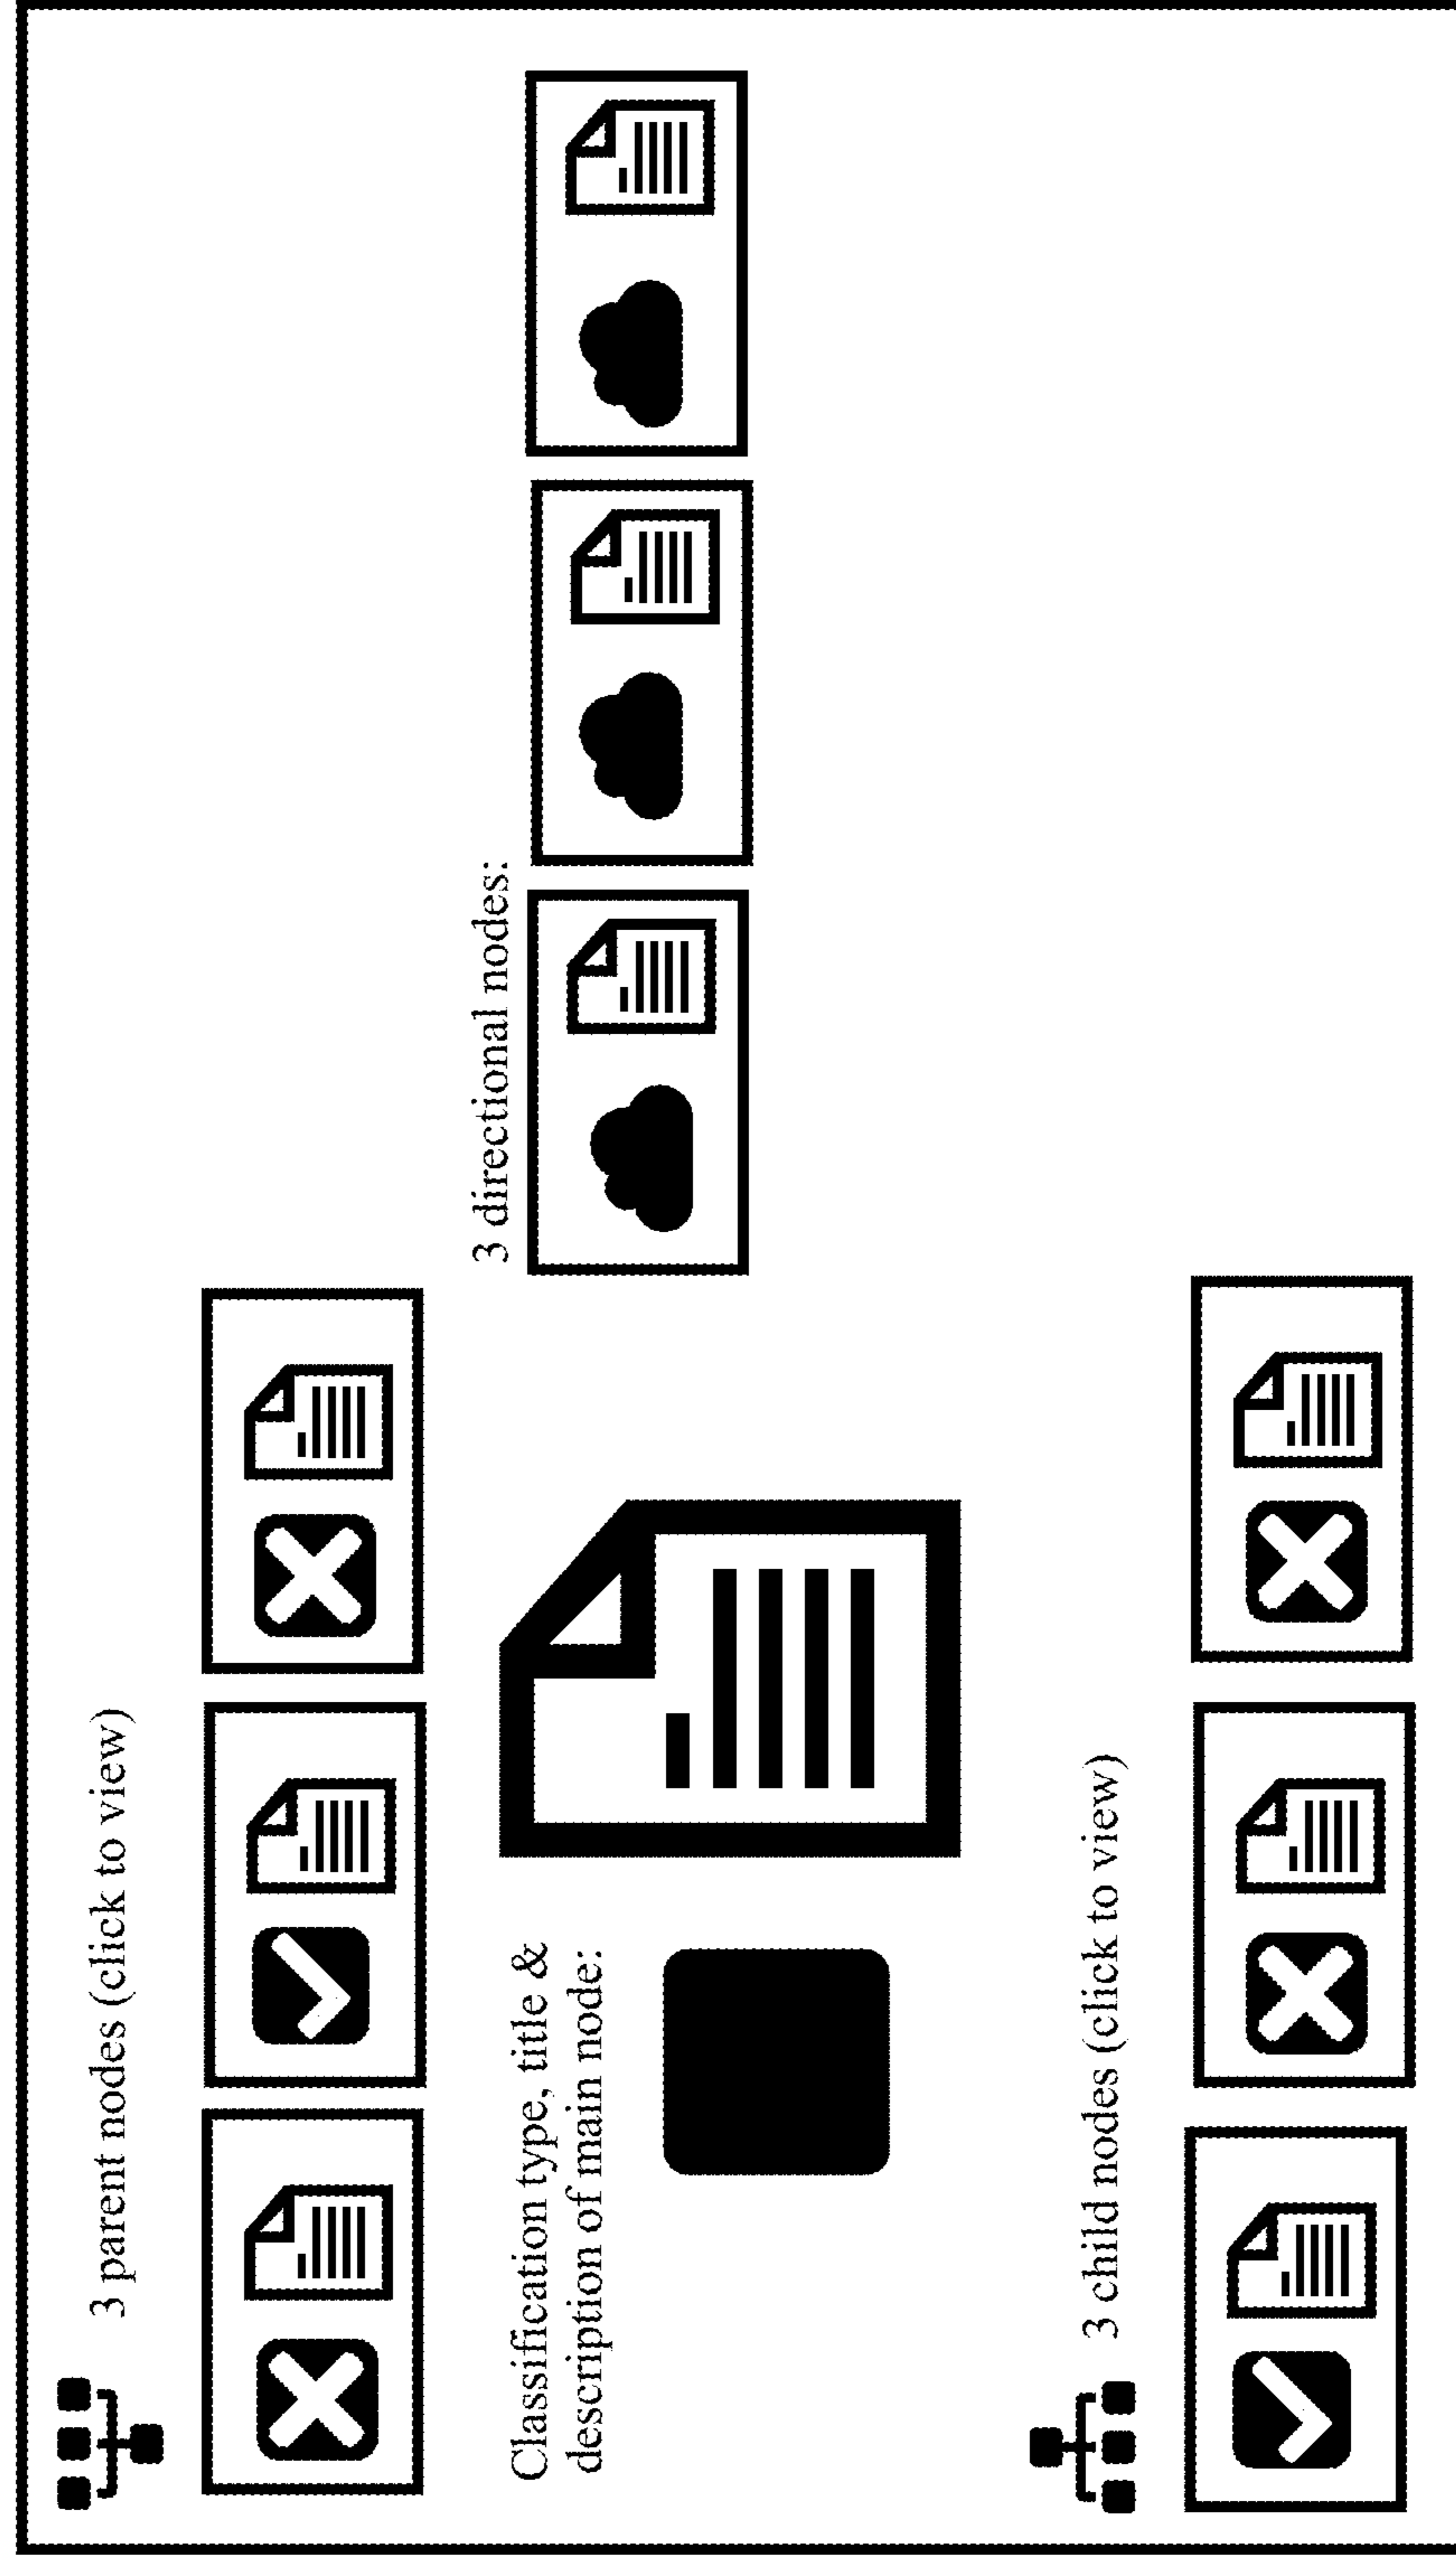 3 parent nodes (click to view)
Classification type, title &
description of main node:
3 directional nodes:
3 child nodes (click to view)